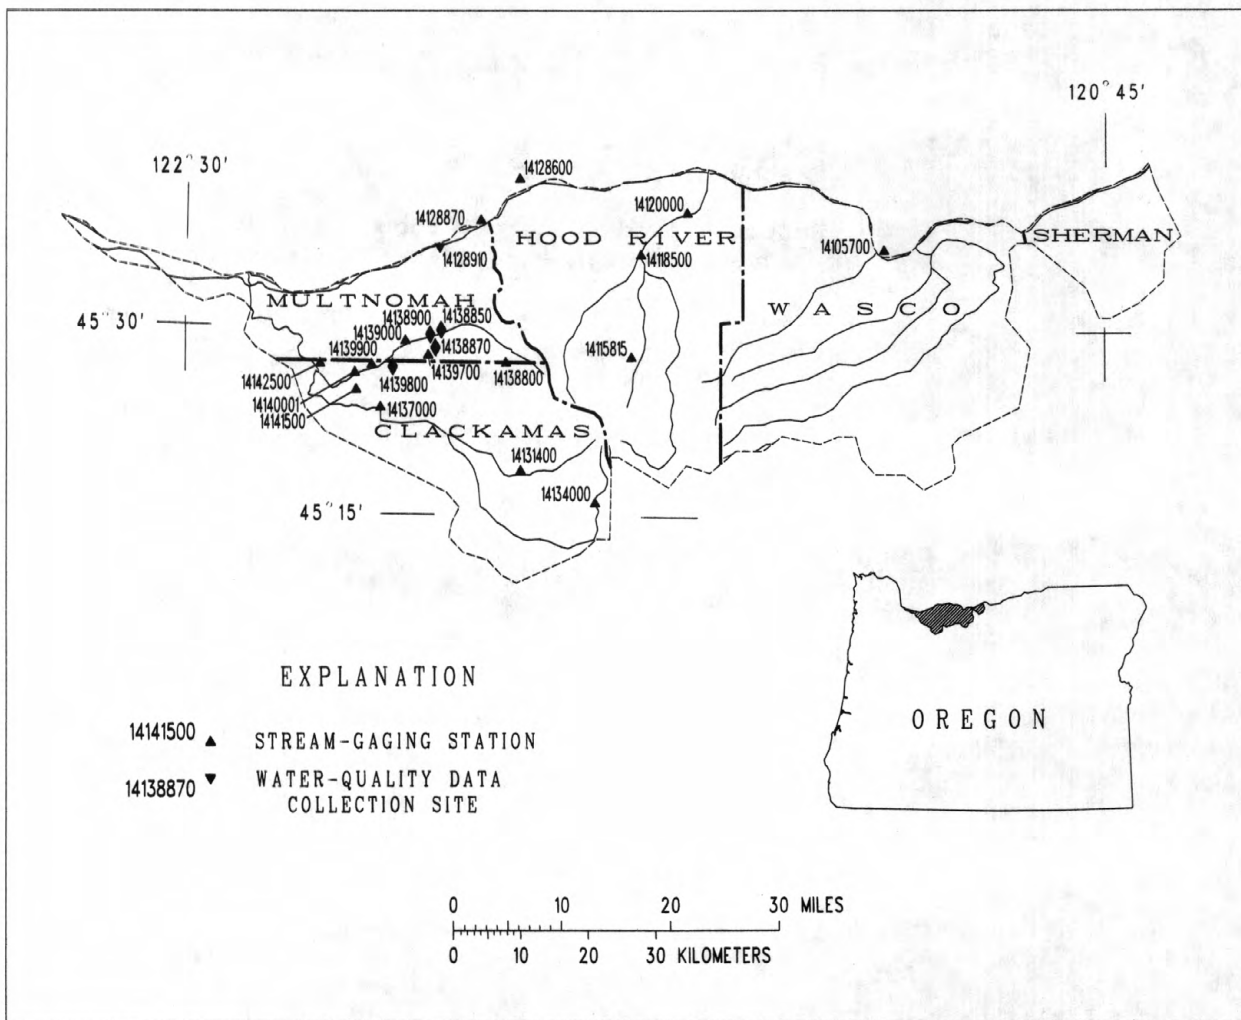 120° 45'
122° 30'
14128600
14128870
14120000
HOOD RIVER
14105700
SHERMAN
14128910
14118500
MULTNOMAH
WASCO
45° 30'
14138900
14138850
14139000
14139900
14138870
14115815
14142500
14139800
14139700
14138800
14140001
14141500
14137000
CLACKAMAS
14131400
14134000
45° 15'
EXPLANATION
14141500
STREAM-GAGING STATION
14138870
WATER-QUALITY DATA
COLLECTION SITE
OREGON
0 10 20 30 MILES
0 10 20 30 KILOMETERS